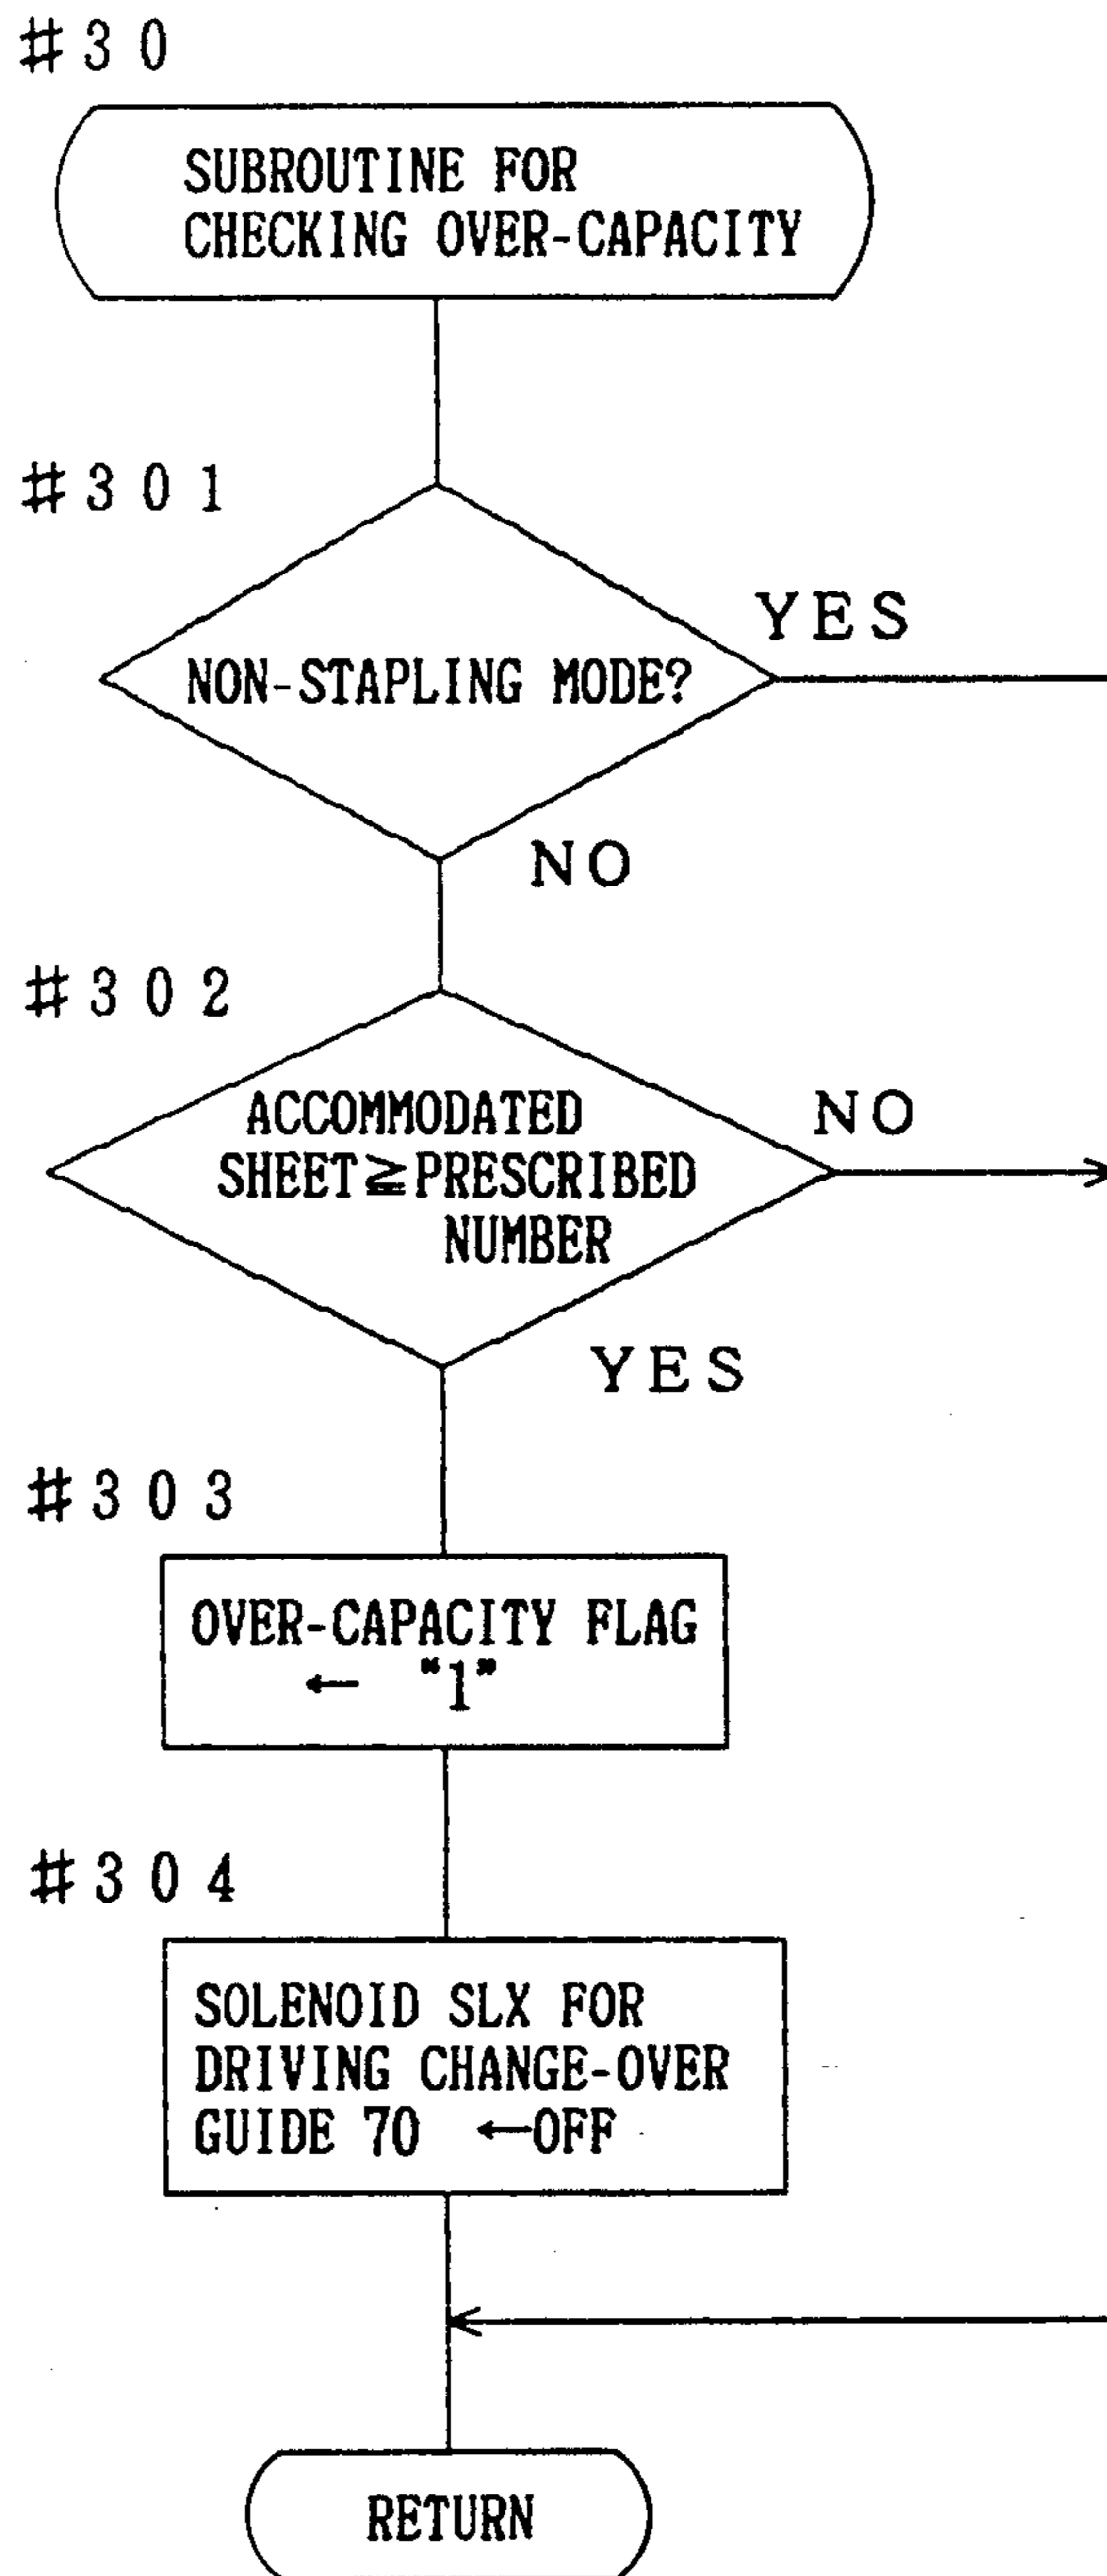 #30
SUBROUTINE FOR
CHECKING OVER-CAPACITY
#301
YES
NON-STAPLING MODE?
NO
#302
ACCOMMODATED
NO
SHEET≧PRESCRIBED
NUMBER
YES
#303
OVER-CAPACITY FLAG
← "1"
#304
SOLENOID SLX FOR
DRIVING CHANGE-OVER
GUIDE 70 ←OFF
RETURN